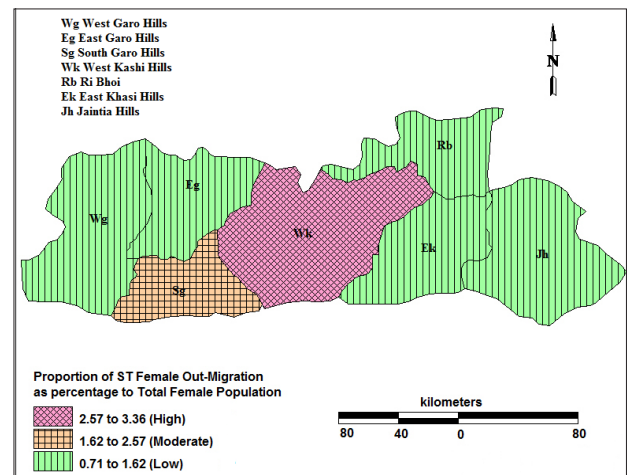 Wg West Garo Hills
Eg East Garo Hills
Sg South Garo Hills
Wk West Kashi Hills
Rb Ri Bhoi
Ek East Khasi Hills
Jh Jaintia Hills
N
Rb
Eg
Wg
Wk
Ek
Jh
Sg
Proportion of ST Female Out-Migration
as percentage to Total Female Population
2.57 to 3.36 (High)
1.62 to 2.57 (Moderate)
0.71 to 1.62 (Low)
kilometers
80 40 0 80